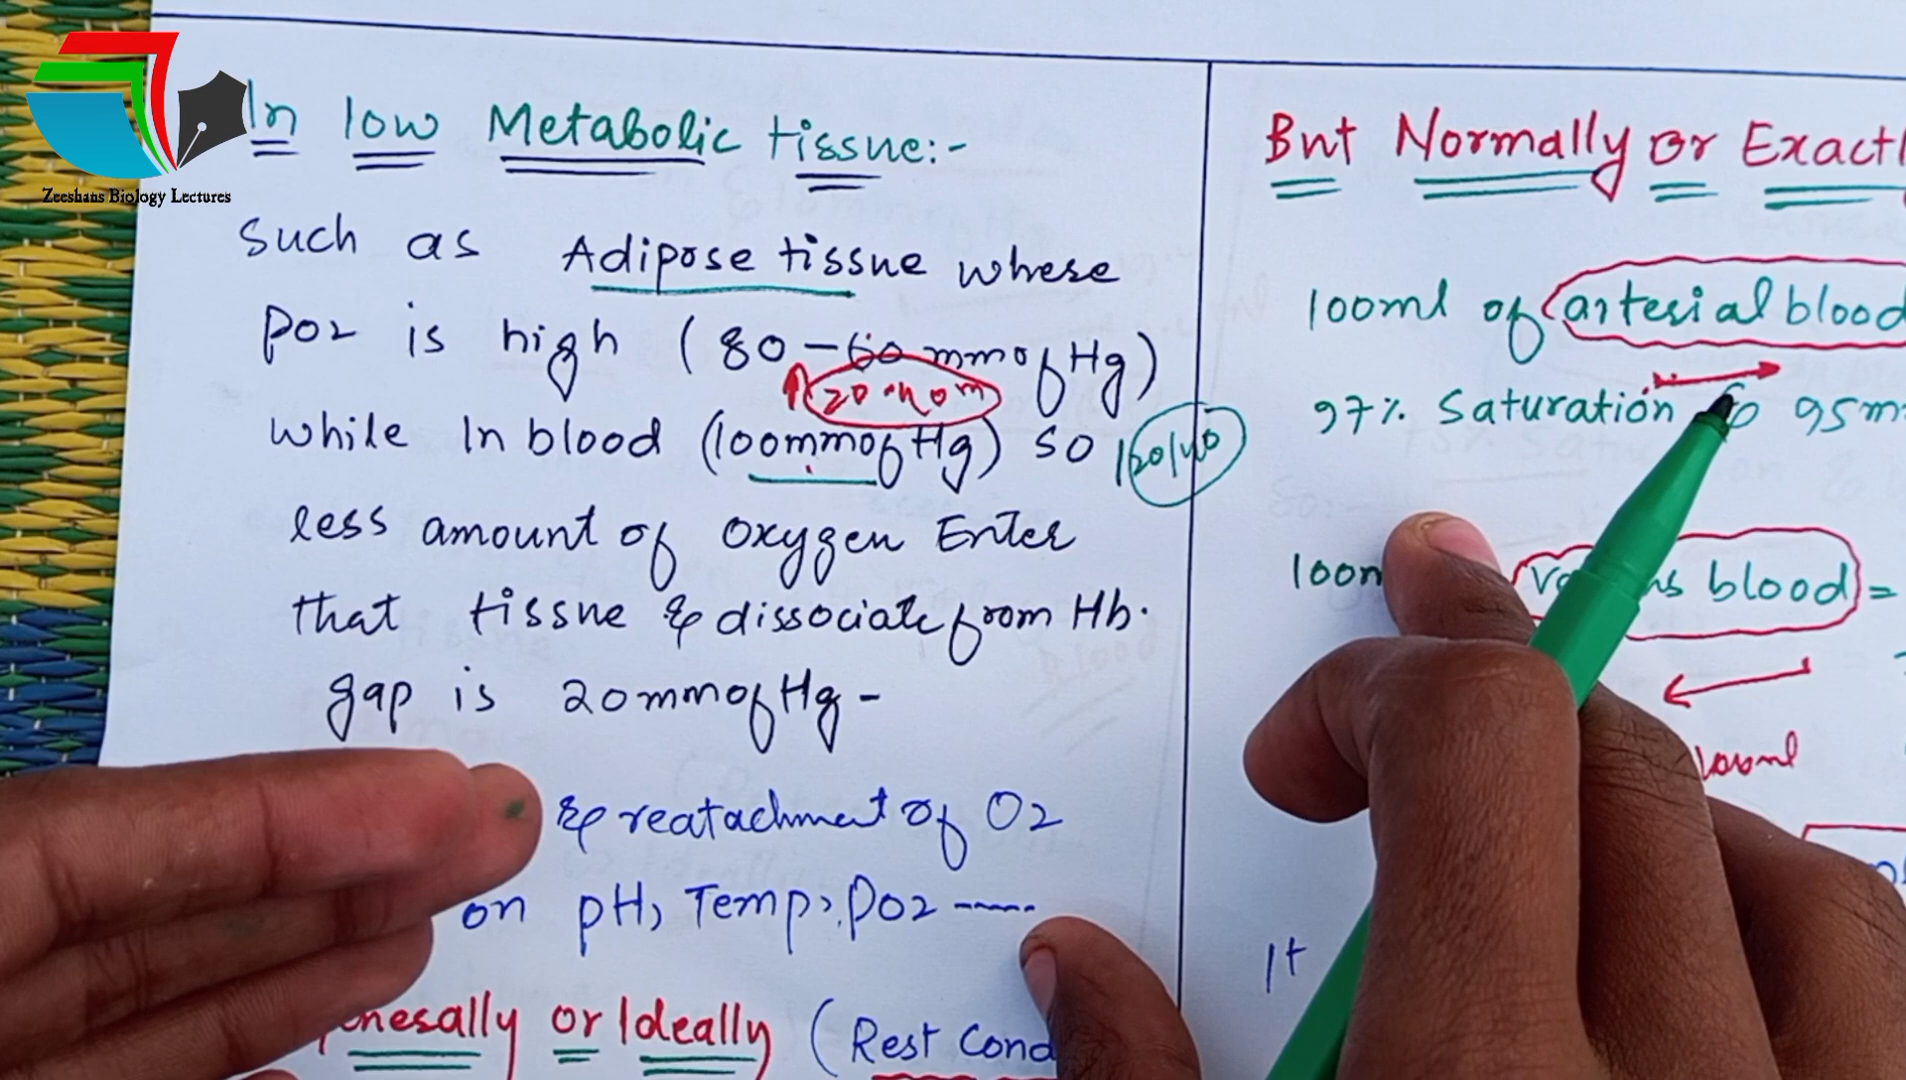 Zeeshans Biology Lectures
In low Metabolic tissue:-
Such as Adipose tissue where
PO2 is high (80-60 mm of Hg)
20
while In blood (100mm of Hg) so
20/40
less amount of oxygen Enter
that tissue & dissociate from Hb.
gap is 20mm of Hg -
& reatachment of O2
on pH, Temp, PO2 -----
or Ideally (Rest Cond
But Normally or Exactl
100ml of arterial blood
97% Saturation & 95m
blood =
100ml
It